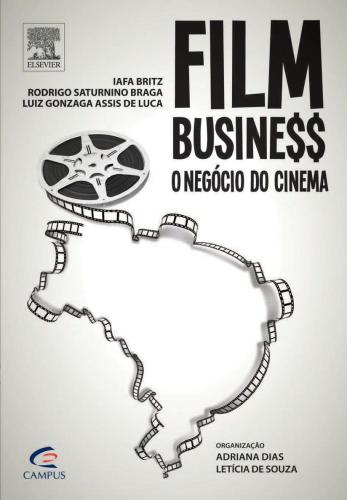 ELSEVIER
IAFA BRITZ
RODRIGO SATURNINO BRAGA
LUIZ GONZAGA ASSIS DE LUCA
FILM
BUSINE$$
O NEGÓCIO DO CINEMA
ORGANIZAÇÃO
ADRIANA DIAS
LETÍCIA DE SOUZA
CAMPUS